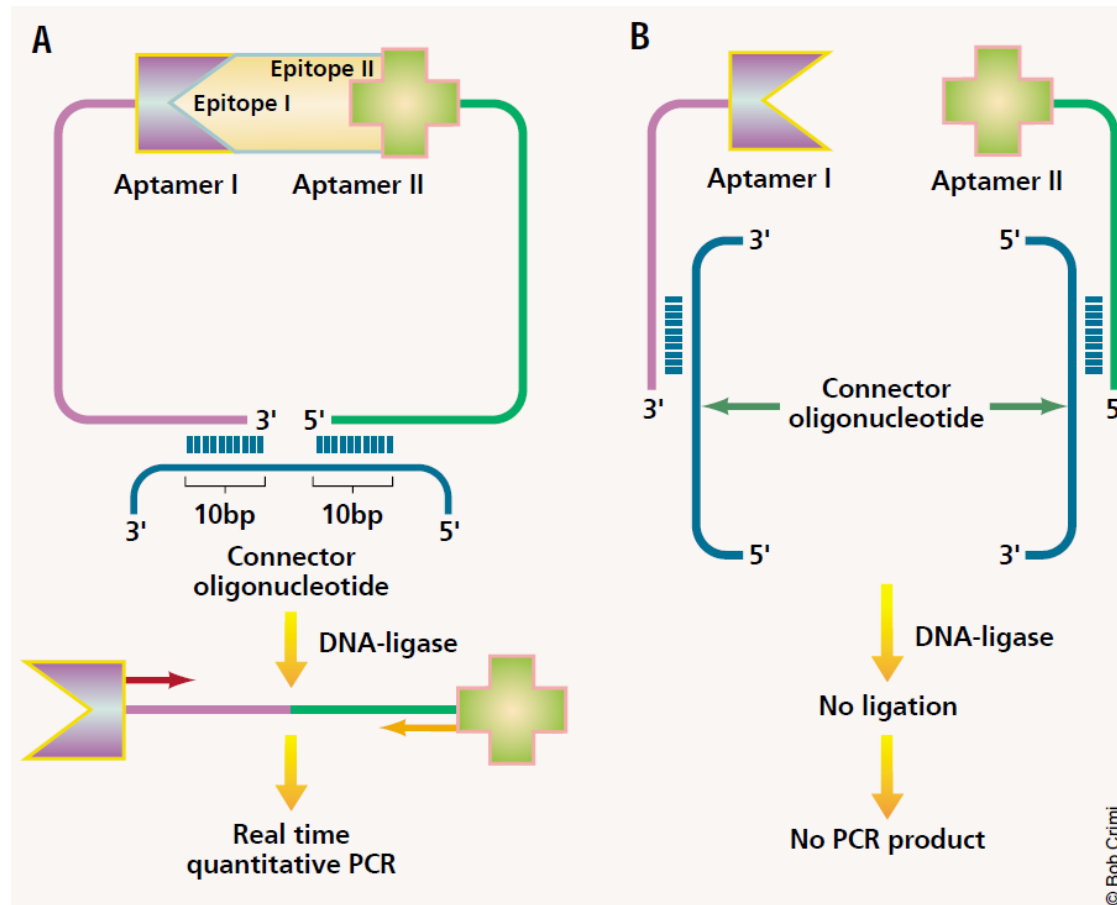 A
Epitope II
Epitope I
Aptamer I
Aptamer II
3'
5'
10bp
10bp
3'
5'
Connector
oligonucleotide
DNA-ligase
Real time
quantitative PCR
B
Aptamer I
Aptamer II
3'
5'
3'
Connector
oligonucleotide
5'
5'
3'
DNA-ligase
No ligation
No PCR product
© Bob Crimi